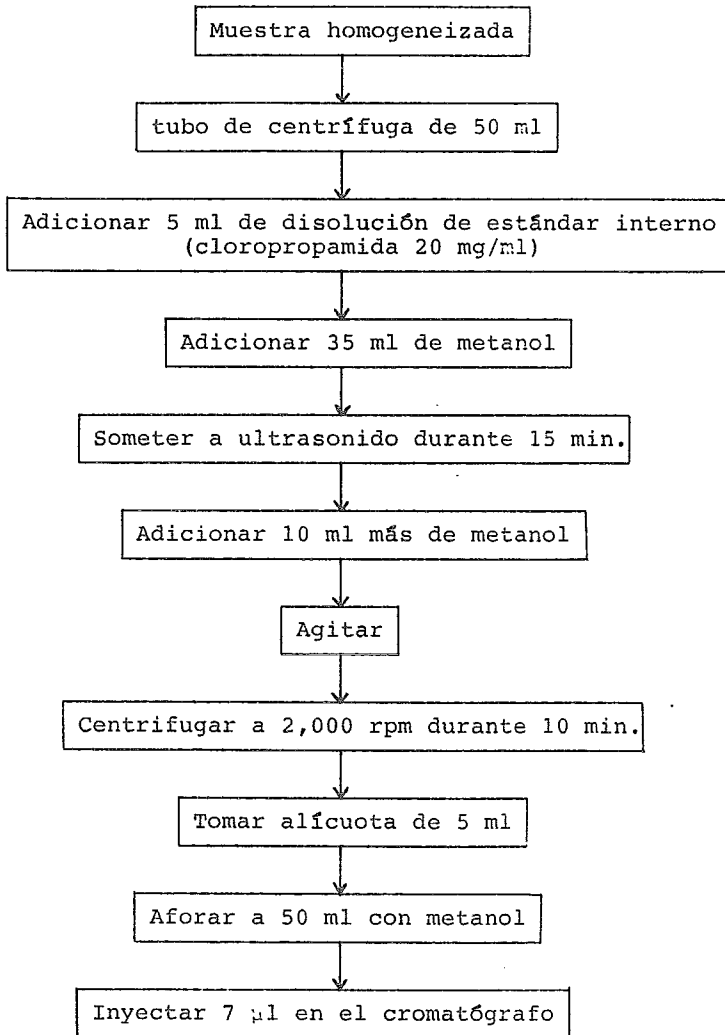 Muestra homogeneizada
tubo de centrífuga de 50 ml
Adicionar 5 ml de disolución de estándar interno
(cloropropamida 20 mg/ml)
Adicionar 35 ml de metanol
Someter a ultrasonido durante 15 min.
Adicionar 10 ml más de metanol
Agitar
Centrifugar a 2,000 rpm durante 10 min.
Tomar alícuota de 5 ml
Aforar a 50 ml con metanol
Inyectar 7 μl en el cromatógrafo